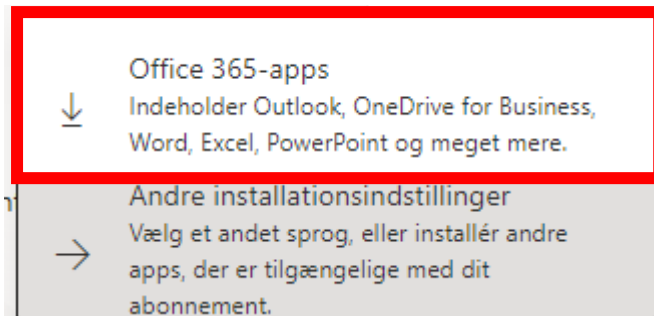 Office 365-apps
Indeholder Outlook, OneDrive for Business,
Word, Excel, PowerPoint og meget mere.
Andre installationsindstillinger
Vælg et andet sprog, eller installér andre
apps, der er tilgængelige med dit
abonnement.